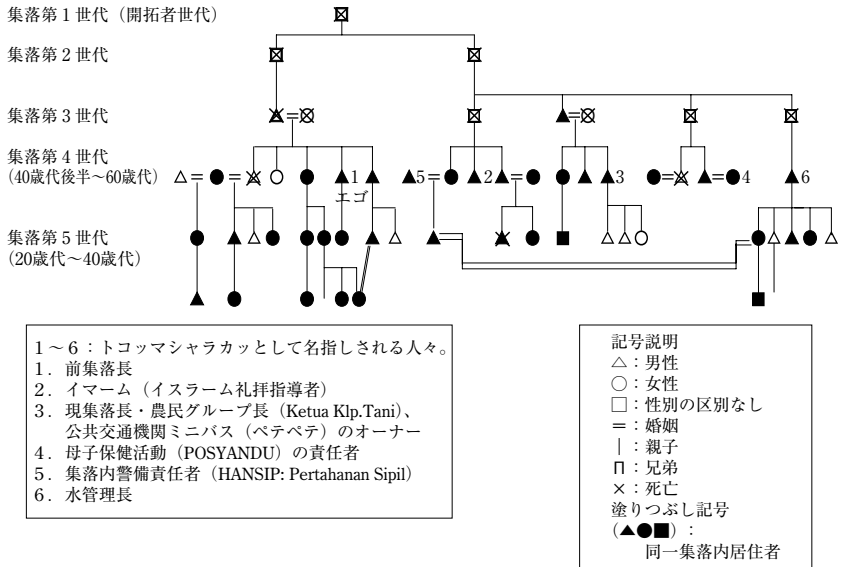 集落第１世代（開拓者世代）
集落第２世代
集落第３世代
集落第４世代
(40歳代後半～60歳代)
1
5
2
3
4
6
エゴ
集落第５世代
(20歳代～40歳代)
１～６：トコッマシャラカッとして名指しされる人々。
１．前集落長
２．イマーム（イスラーム礼拝指導者）
３．現集落長・農民グループ長（Ketua Klp.Tani）、
公共交通機関ミニバス（ペテペテ）のオーナー
４．母子保健活動（POSYANDU）の責任者
５．集落内警備責任者（HANSIP: Pertahanan Sipil）
６．水管理長
記号説明
△：男性
○：女性
□：性別の区別なし
＝：婚姻
│：親子
Π：兄弟
×：死亡
塗りつぶし記号
（▲●■）：
同一集落内居住者